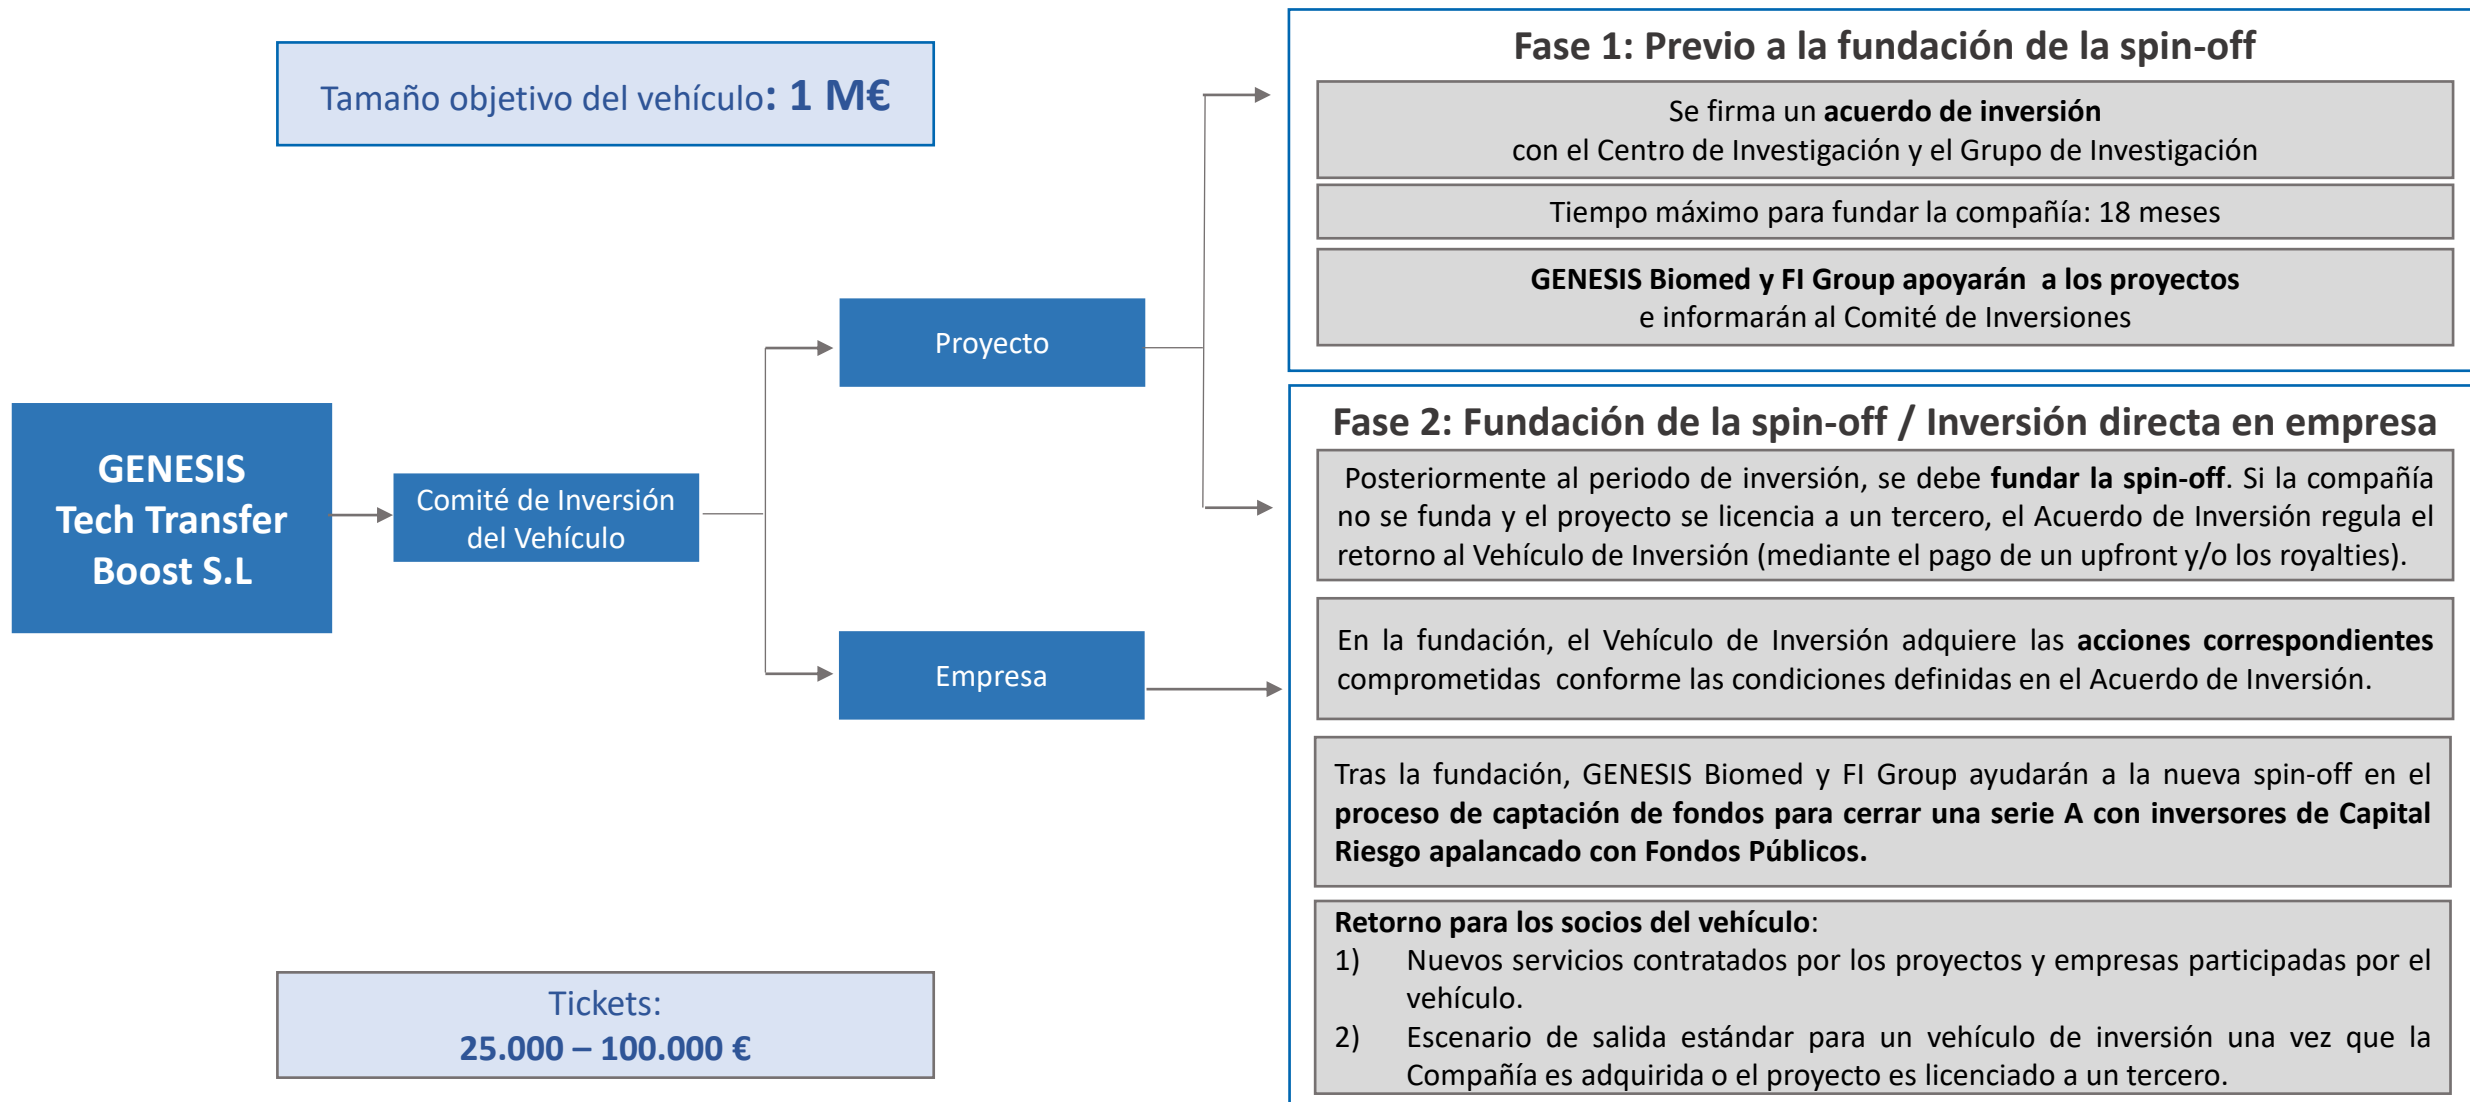 Tamaño objetivo del vehículo: 1 M€
GENESIS
Tech Transfer
Boost S.L
Comité de Inversión
del Vehículo
Proyecto
Empresa
Tickets:
25.000 – 100.000 €
Fase 1: Previo a la fundación de la spin-off
Se firma un acuerdo de inversión
con el Centro de Investigación y el Grupo de Investigación
Tiempo máximo para fundar la compañía: 18 meses
GENESIS Biomed y FI Group apoyarán a los proyectos
e informarán al Comité de Inversiones
Fase 2: Fundación de la spin-off / Inversión directa en empresa
Posteriormente al periodo de inversión, se debe fundar la spin-off. Si la compañía
no se funda y el proyecto se licencia a un tercero, el Acuerdo de Inversión regula el
retorno al Vehículo de Inversión (mediante el pago de un upfront y/o los royalties).
En la fundación, el Vehículo de Inversión adquiere las acciones correspondientes
comprometidas conforme las condiciones definidas en el Acuerdo de Inversión.
Tras la fundación, GENESIS Biomed y FI Group ayudarán a la nueva spin-off en el
proceso de captación de fondos para cerrar una serie A con inversores de Capital
Riesgo apalancado con Fondos Públicos.
Retorno para los socios del vehículo:
1) Nuevos servicios contratados por los proyectos y empresas participadas por el
vehículo.
2) Escenario de salida estándar para un vehículo de inversión una vez que la
Compañía es adquirida o el proyecto es licenciado a un tercero.